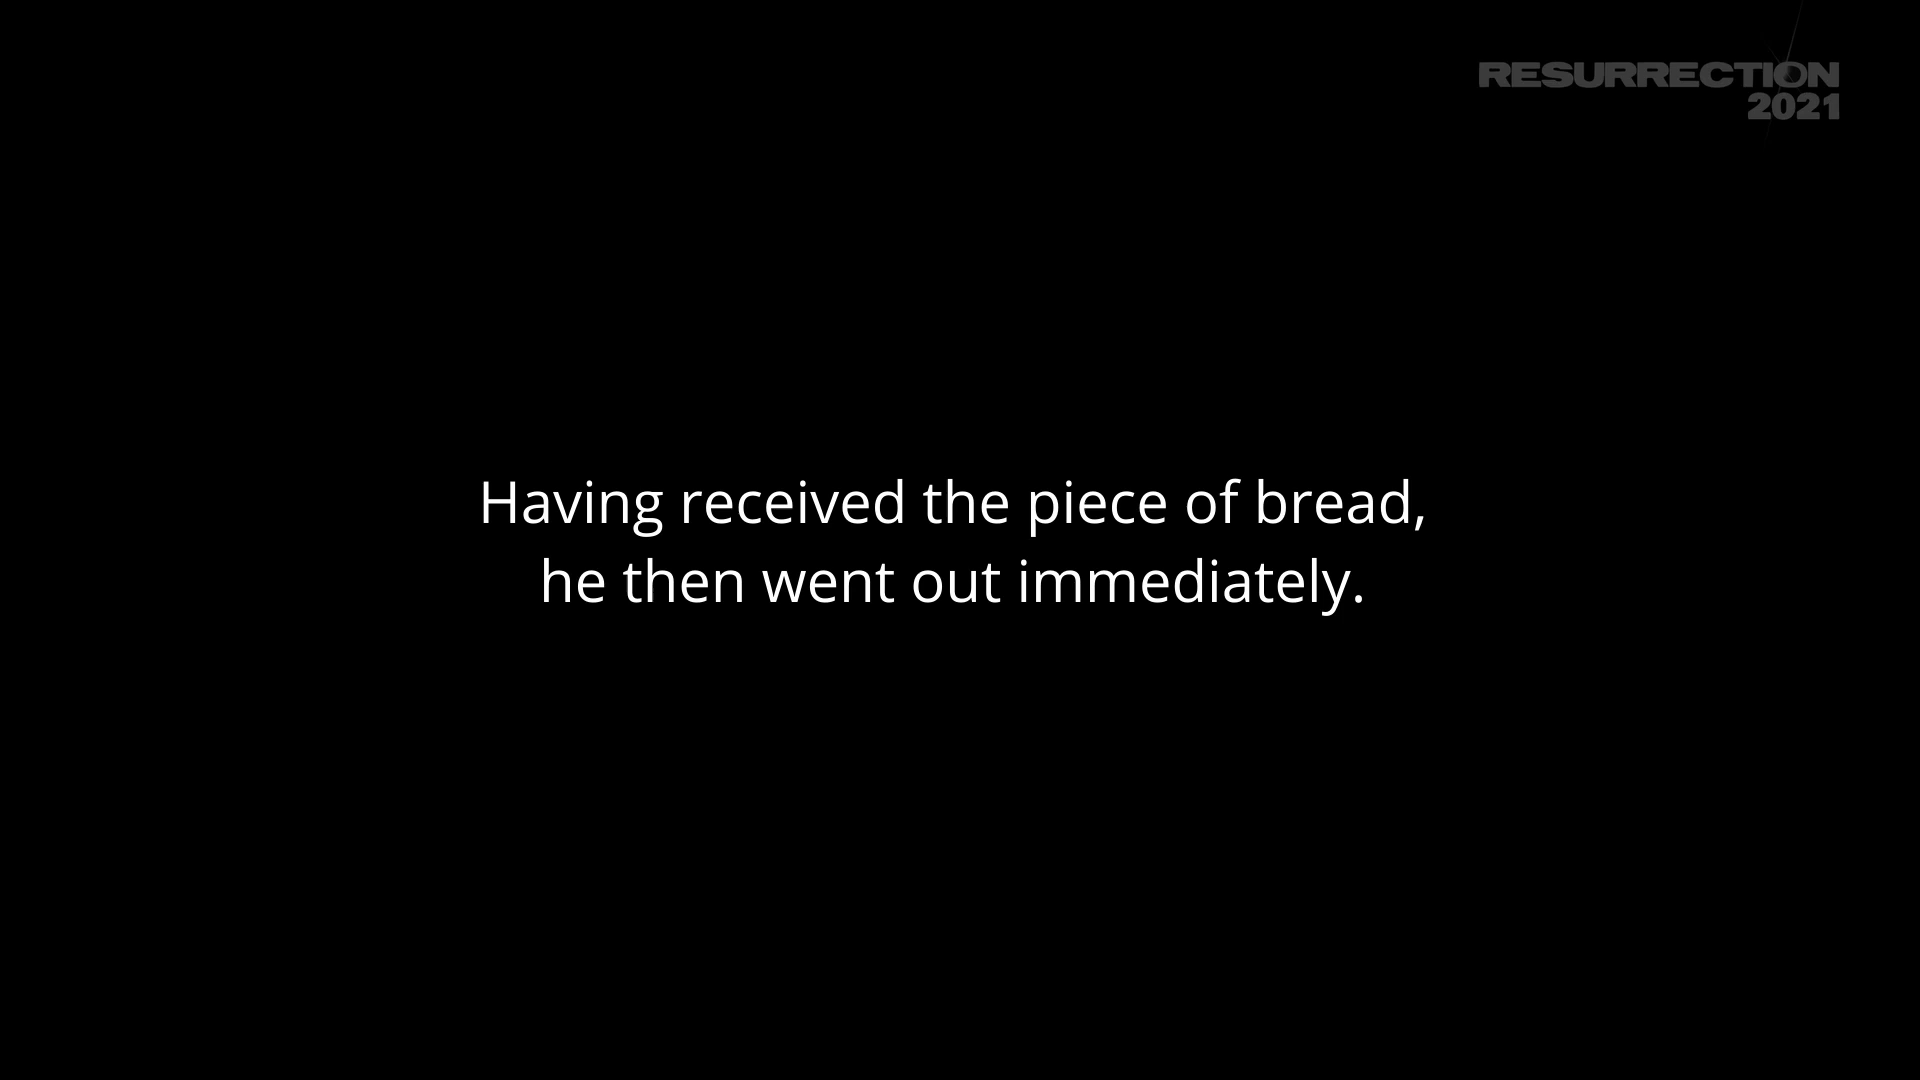 RESURRECTION
2021
Having received the piece of bread,
he then went out immediately.